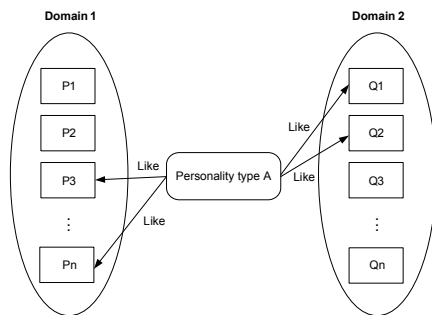 Domain 1
Domain 2
P1
P2
P3
⋮
Pn
Like
Like
Personality type A
Like
Like
Q1
Q2
Q3
⋮
Qn